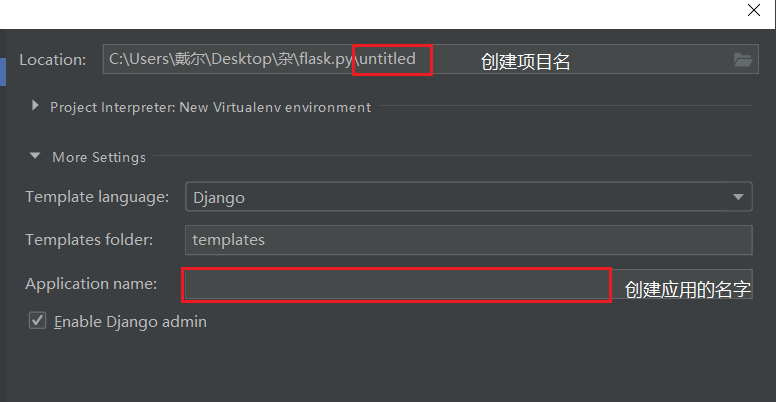 Location: C:\Users\戴尔\Desktop\杂\flask.py\untitled 创建项目名
Project Interpreter: New Virtualenv environment
More Settings
Template language: Django
Templates folder: templates
Application name: 创建应用的名字
Enable Django admin